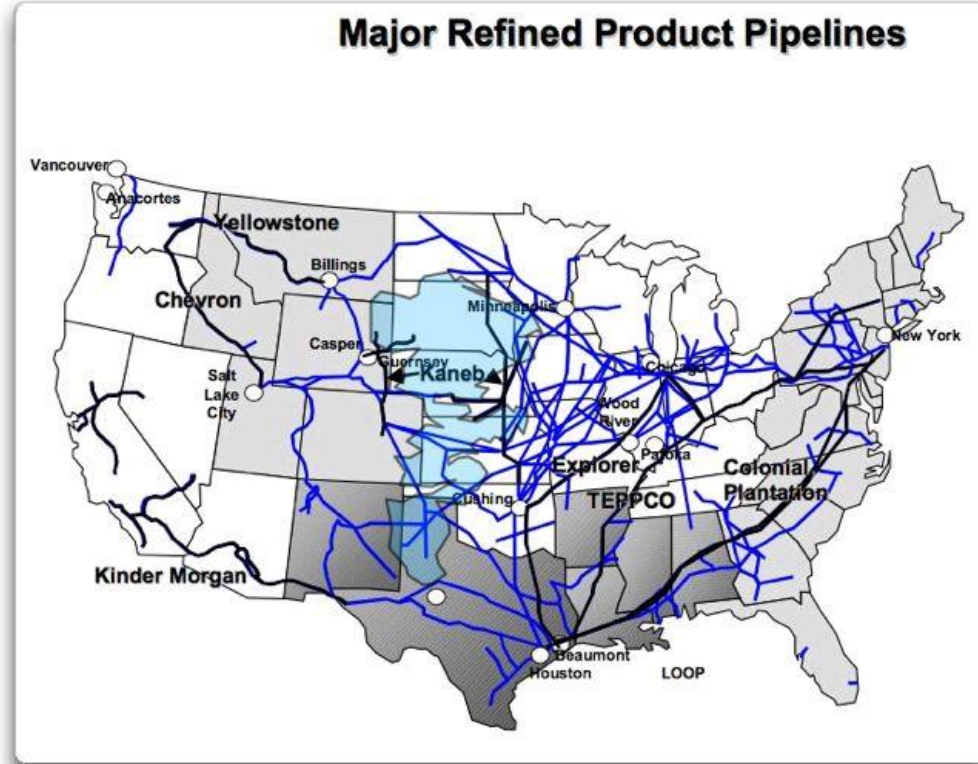 Major Refined Product Pipelines
Vancouver
Anacortes
Yellowstone
Billings
Chevron
Minneapolis
Casper
Guernsey
Kaneb
New York
Salt
Lake
City
Chicago
Wood
River
Patoka
Explorer
Colonial
Plantation
Cushing
TEPPCO
Kinder Morgan
Beaumont
Houston
LOOP